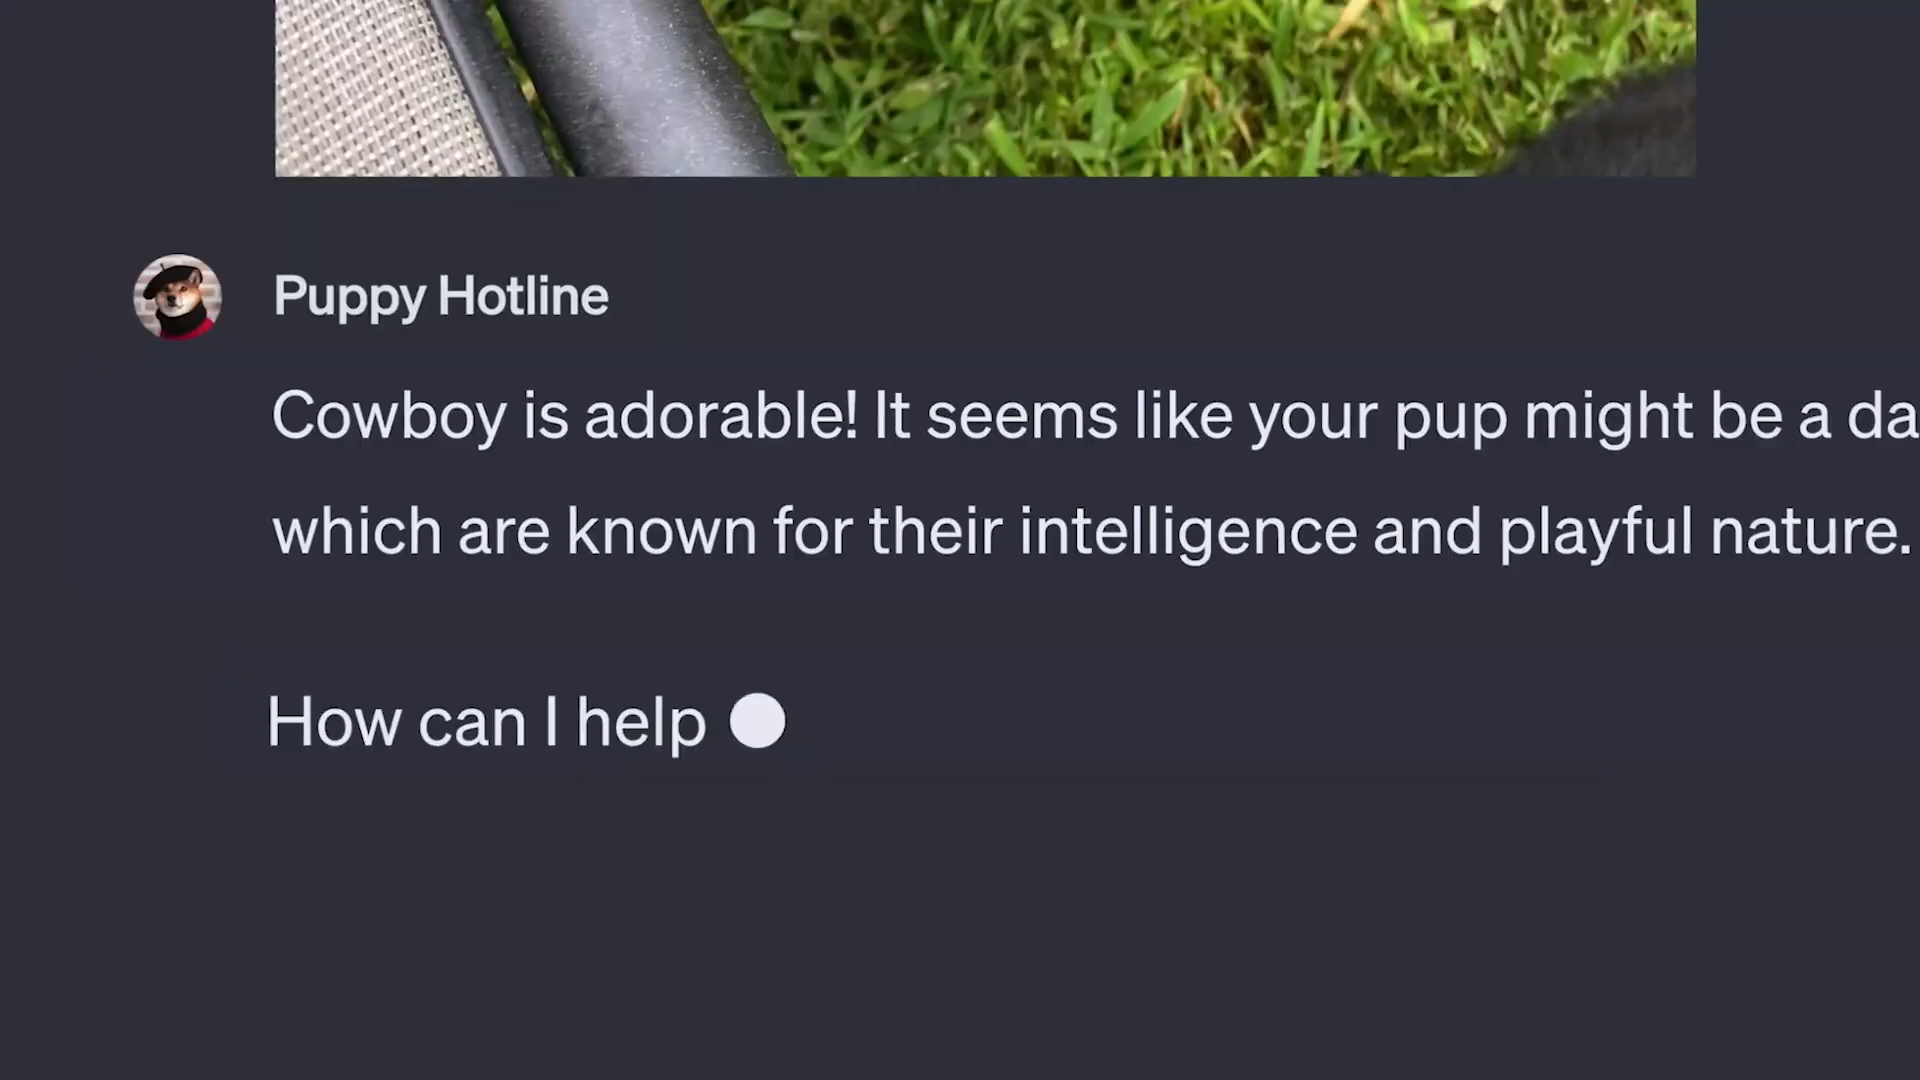 Puppy Hotline
Cowboy is adorable! It seems like your pup might be a
which are known for their intelligence and playful nature.
How can I help